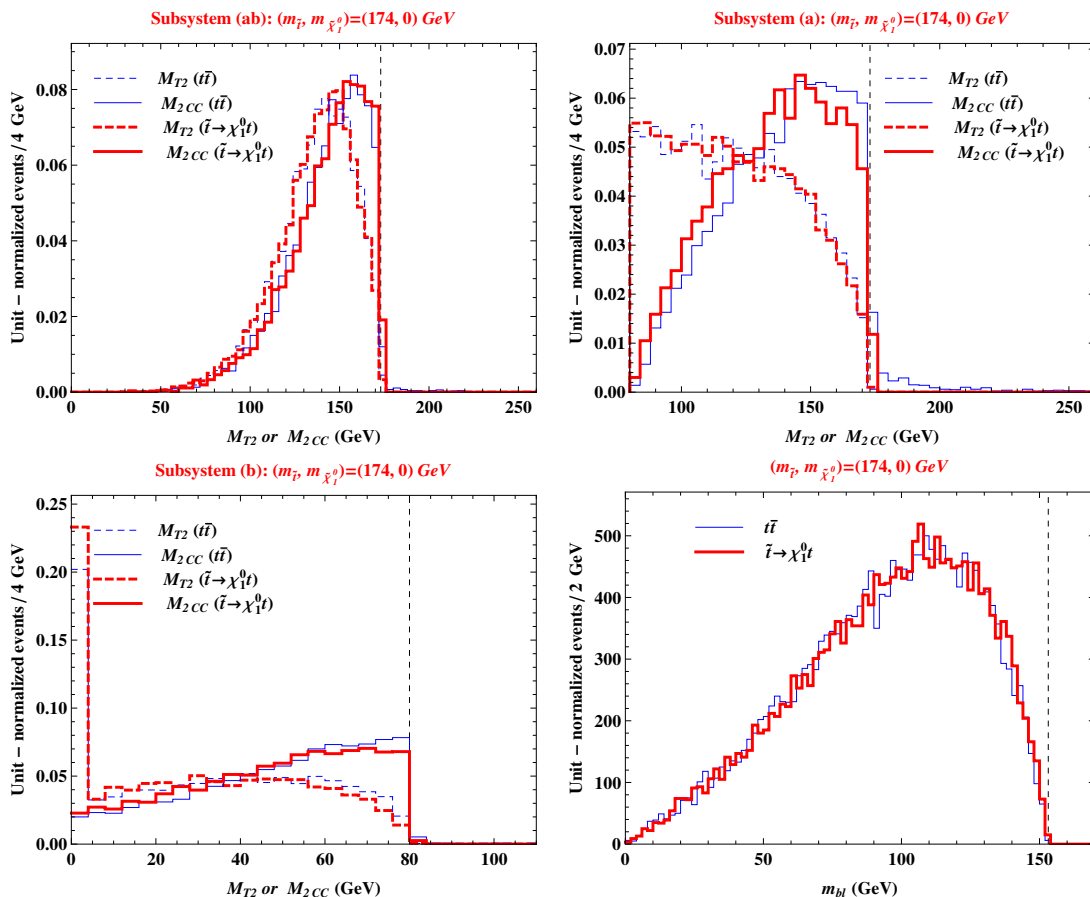 Subsystem (ab): (m_t̃, m_χ̃₁⁰)=(174, 0) GeV
M_T2 (tt̄)
M_2CC (tt̄)
M_T2 (t̃→χ₁⁰t)
M_2CC (t̃→χ₁⁰t)
Unit − normalized events / 4 GeV
0.08
0.06
0.04
0.02
0.00
0 50 100 150 200 250
M_T2 or M_2CC (GeV)
Subsystem (a): (m_t̃, m_χ̃₁⁰)=(174, 0) GeV
M_T2 (tt̄)
M_2CC (tt̄)
M_T2 (t̃→χ₁⁰t)
M_2CC (t̃→χ₁⁰t)
Unit − normalized events / 4 GeV
0.07
0.06
0.05
0.04
0.03
0.02
0.01
0.00
100 150 200 250
M_T2 or M_2CC (GeV)
Subsystem (b): (m_t̃, m_χ̃₁⁰)=(174, 0) GeV
M_T2 (tt̄)
M_2CC (tt̄)
M_T2 (t̃→χ₁⁰t)
M_2CC (t̃→χ₁⁰t)
Unit − normalized events / 4 GeV
0.25
0.20
0.15
0.10
0.05
0.00
0 20 40 60 80 100
M_T2 or M_2CC (GeV)
(m_t̃, m_χ̃₁⁰)=(174, 0) GeV
tt̄
t̃→χ₁⁰t
Unit − normalized events / 2 GeV
500
400
300
200
100
0
0 50 100 150
m_bl (GeV)